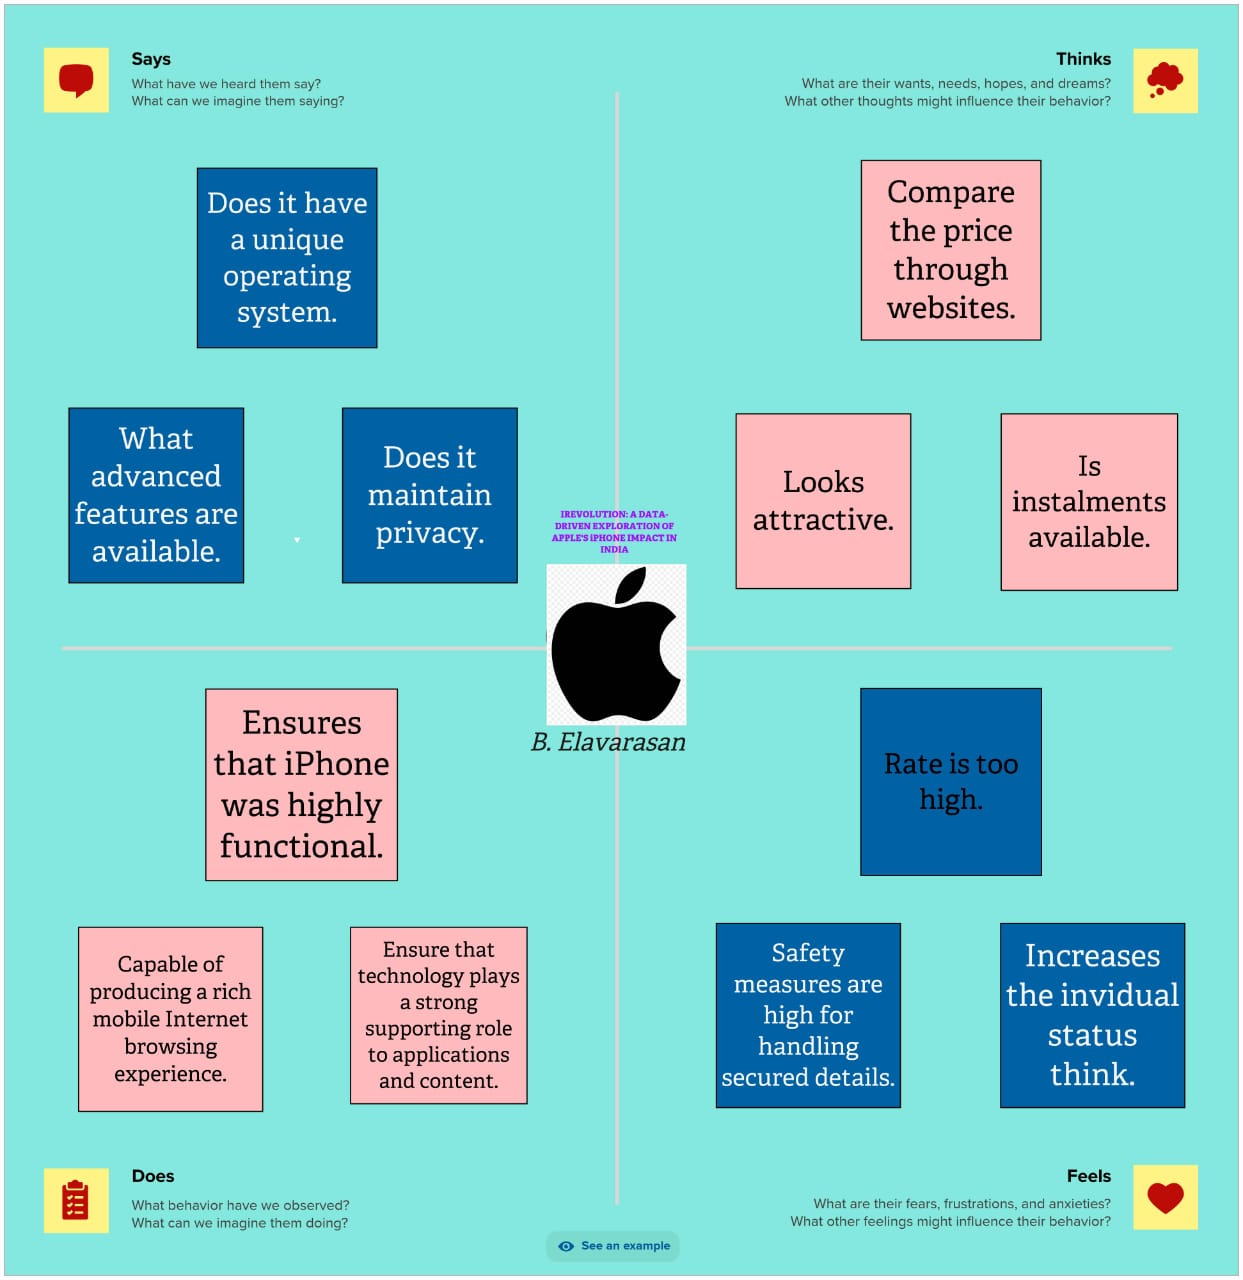 Says
What have we heard them say?
What can we imagine them saying?
Thinks
What are their wants, needs, hopes, and dreams?
What other thoughts might influence their behavior?
Does it have
a unique
operating
system.
What
advanced
features are
available.
Does it
maintain
privacy.
Compare
the price
through
websites.
Looks
attractive.
Is
instalments
available.
IREVOLUTION: A DATA-
DRIVEN EXPLORATION OF
APPLE'S iPHONE IMPACT IN
INDIA
B. Elavarasan
Ensures
that iPhone
was highly
functional.
Capable of
producing a rich
mobile Internet
browsing
experience.
Ensure that
technology plays
a strong
supporting role
to applications
and content.
Rate is too
high.
Safety
measures are
high for
handling
secured details.
Increases
the invidual
status
think.
Does
What behavior have we observed?
What can we imagine them doing?
Feels
What are their fears, frustrations, and anxieties?
What other feelings might influence their behavior?
See an example